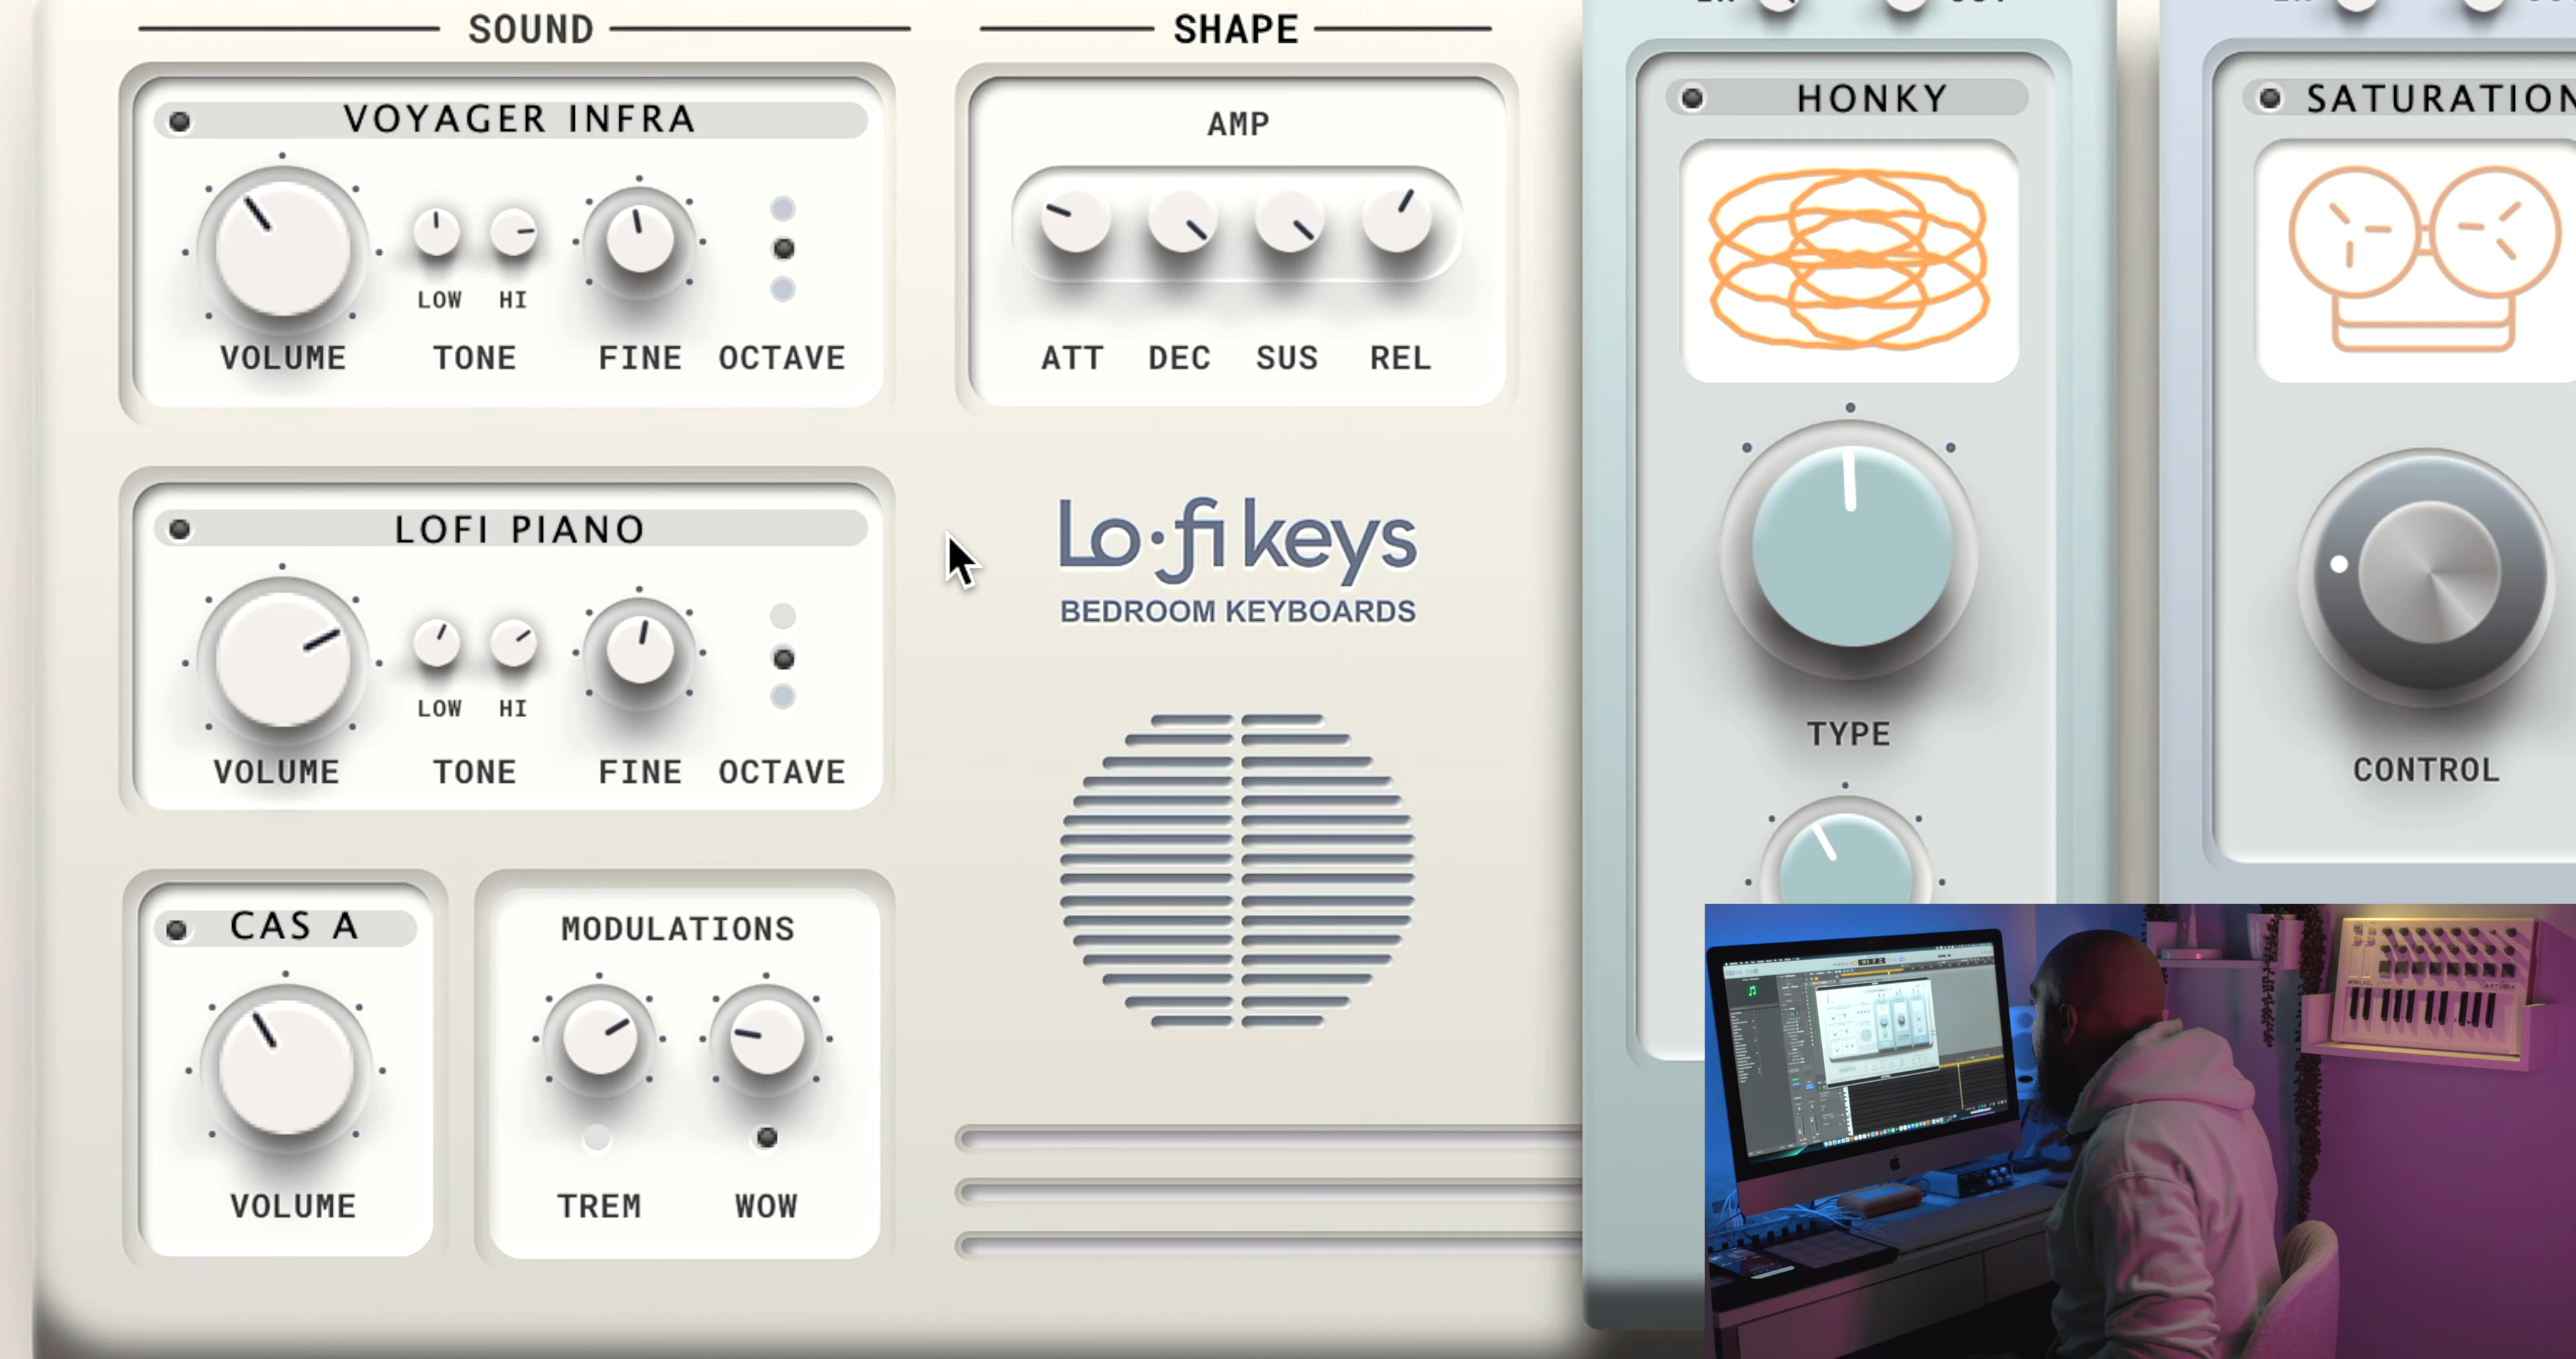 SOUND
SHAPE
VOYAGER INFRA
LOW HI
VOLUME TONE FINE OCTAVE
AMP
ATT DEC SUS REL
HONKY
TYPE
SATURATION
CONTROL
LOFI PIANO
LOW HI
VOLUME TONE FINE OCTAVE
Lo·fi keys
BEDROOM KEYBOARDS
CAS A
VOLUME
MODULATIONS
TREM WOW
ARTURIA